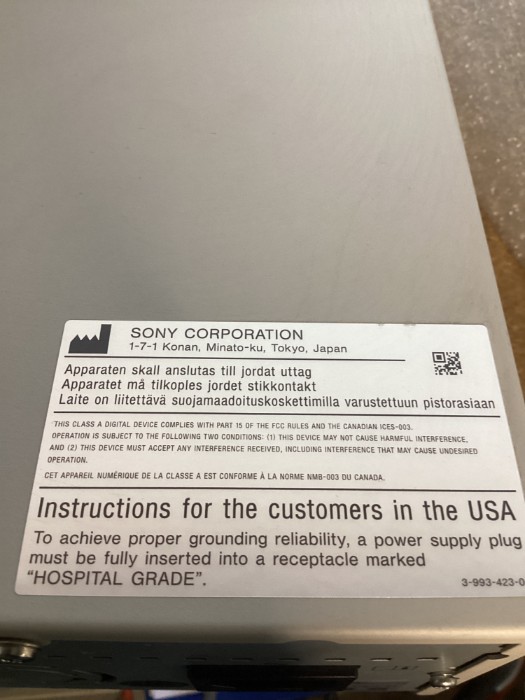 SONY CORPORATION
1-7-1 Konan, Minato-ku, Tokyo, Japan
Apparaten skall anslutas till jordat uttag
Apparatet må tilkoples jordet stikkontakt
Laite on liitettävä suojamaadoituskoskettimilla varustettuun pistorasiaan
THIS CLASS A DIGITAL DEVICE COMPLIES WITH PART 15 OF THE FCC RULES AND THE CANADIAN ICES-003.
OPERATION IS SUBJECT TO THE FOLLOWING TWO CONDITIONS: (1) THIS DEVICE MAY NOT CAUSE HARMFUL INTERFERENCE,
AND (2) THIS DEVICE MUST ACCEPT ANY INTERFERENCE RECEIVED, INCLUDING INTERFERENCE THAT MAY CAUSE UNDESIRED
OPERATION.
CET APPAREIL NUMÉRIQUE DE LA CLASSE A EST CONFORME À LA NORME NMB-003 DU CANADA.
Instructions for the customers in the USA
To achieve proper grounding reliability, a power supply plug
must be fully inserted into a receptacle marked
"HOSPITAL GRADE".
3-993-423-0